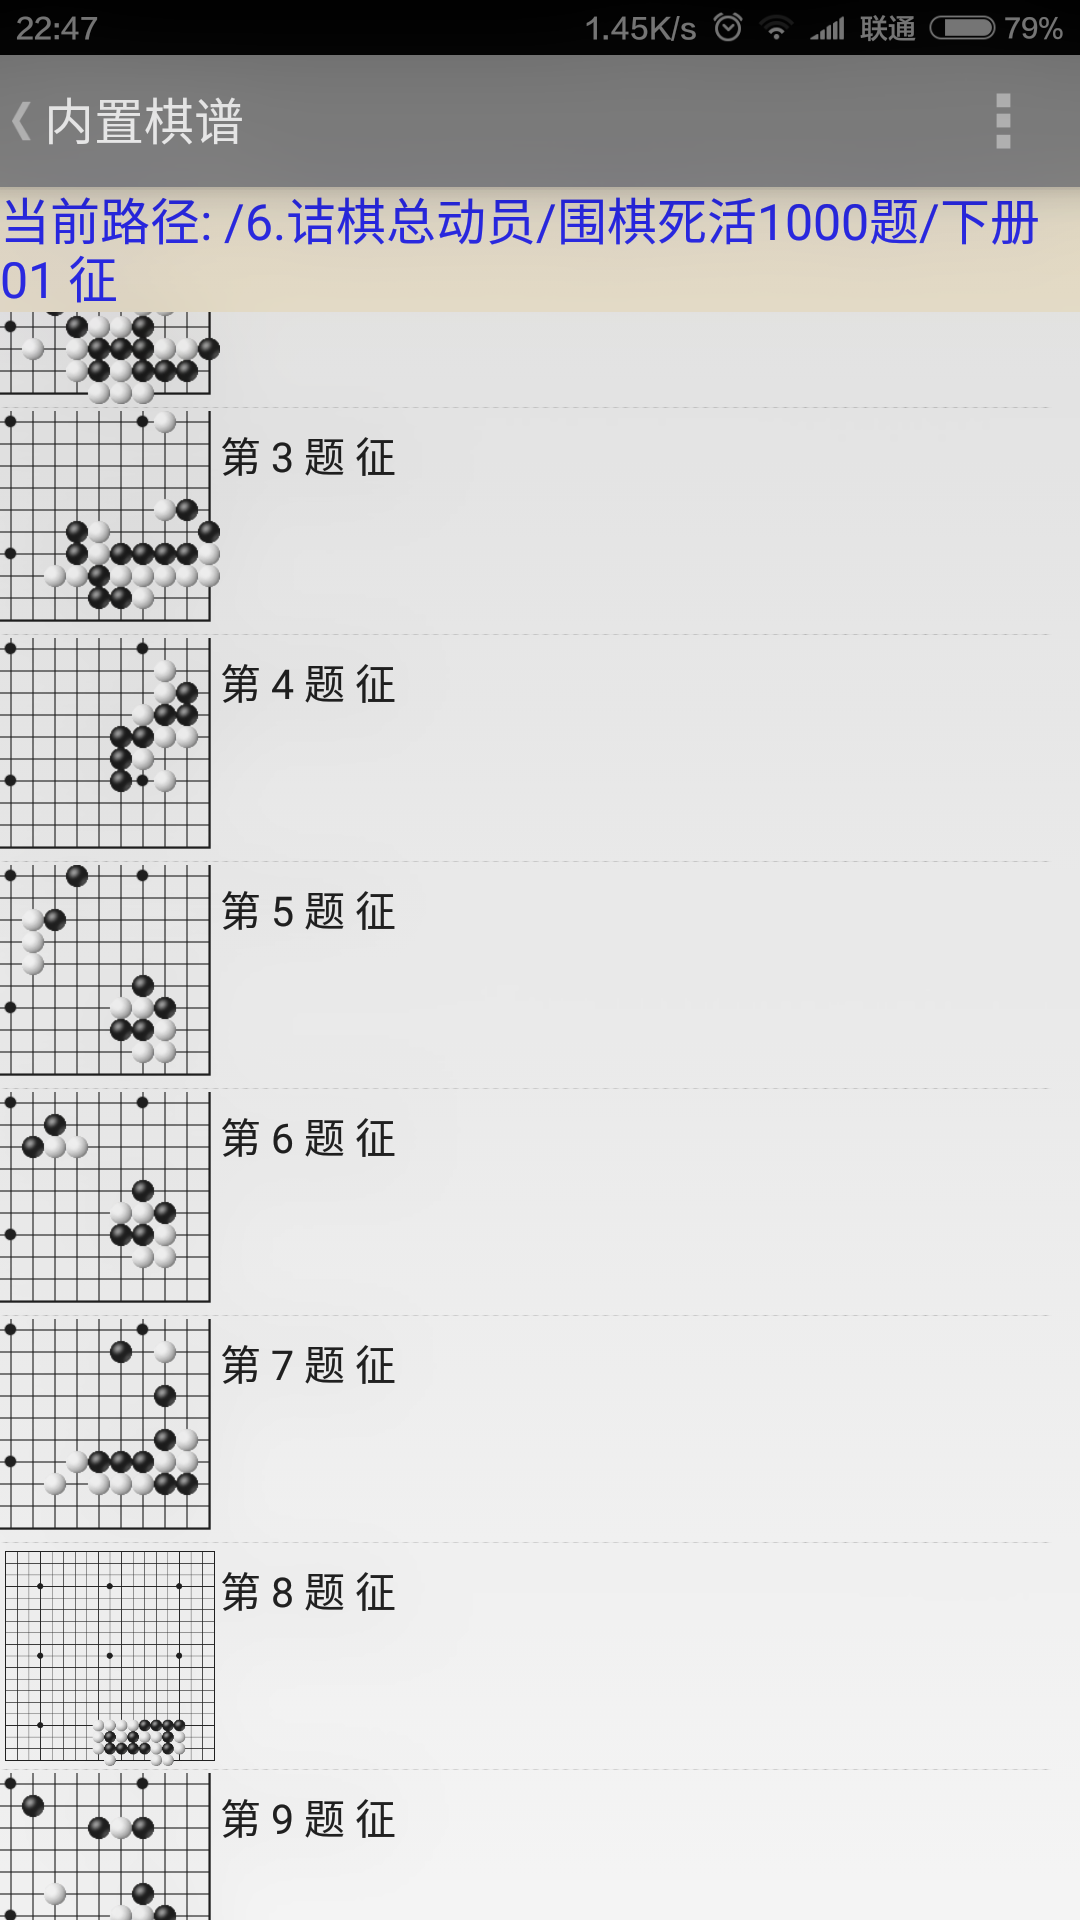 22:47
1.45K/s 联通 79%
内置棋谱
当前路径: /6.诘棋总动员/围棋死活1000题/下册
01 征
第 3 题 征
第 4 题 征
第 5 题 征
第 6 题 征
第 7 题 征
第 8 题 征
第 9 题 征